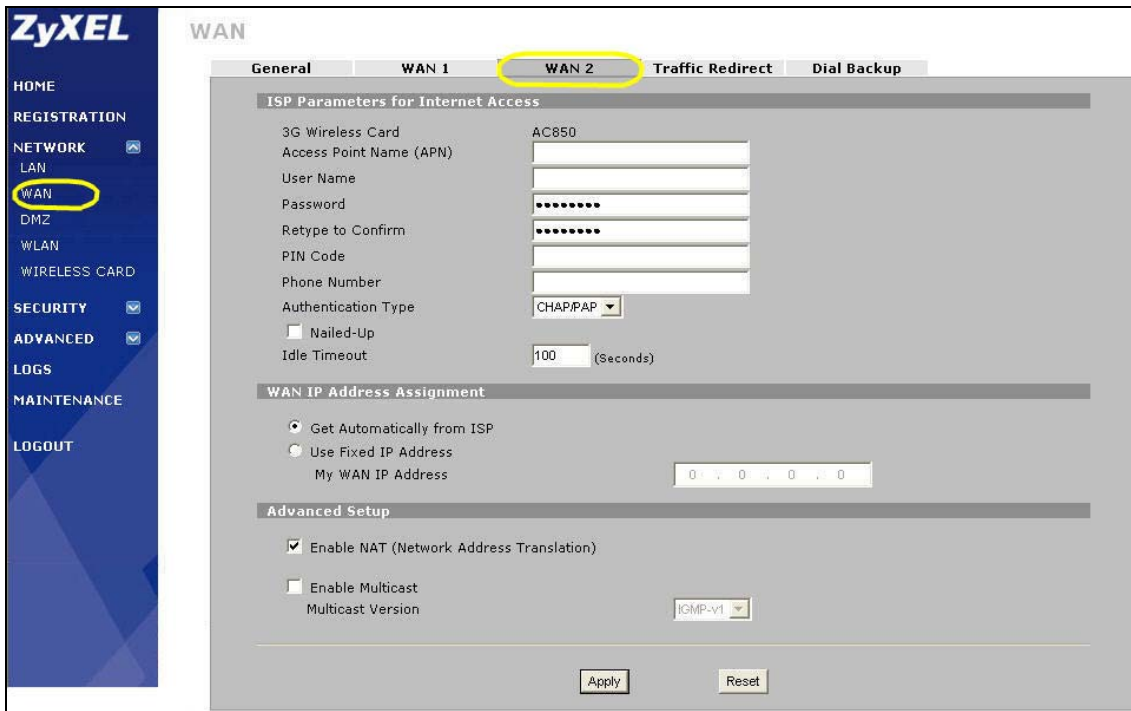 ZyXEL
HOME
REGISTRATION
NETWORK
LAN
WAN
DMZ
WLAN
WIRELESS CARD
SECURITY
ADVANCED
LOGS
MAINTENANCE
LOGOUT
WAN
General WAN 1 WAN 2 Traffic Redirect Dial Backup
ISP Parameters for Internet Access
3G Wireless Card AC850
Access Point Name (APN)
User Name
Password ••••••••
Retype to Confirm ••••••••
PIN Code
Phone Number
Authentication Type CHAP/PAP
Nailed-Up
Idle Timeout 100 (Seconds)
WAN IP Address Assignment
Get Automatically from ISP
Use Fixed IP Address
My WAN IP Address 0 . 0 . 0 . 0
Advanced Setup
Enable NAT (Network Address Translation)
Enable Multicast
Multicast Version IGMP-v1
Apply Reset